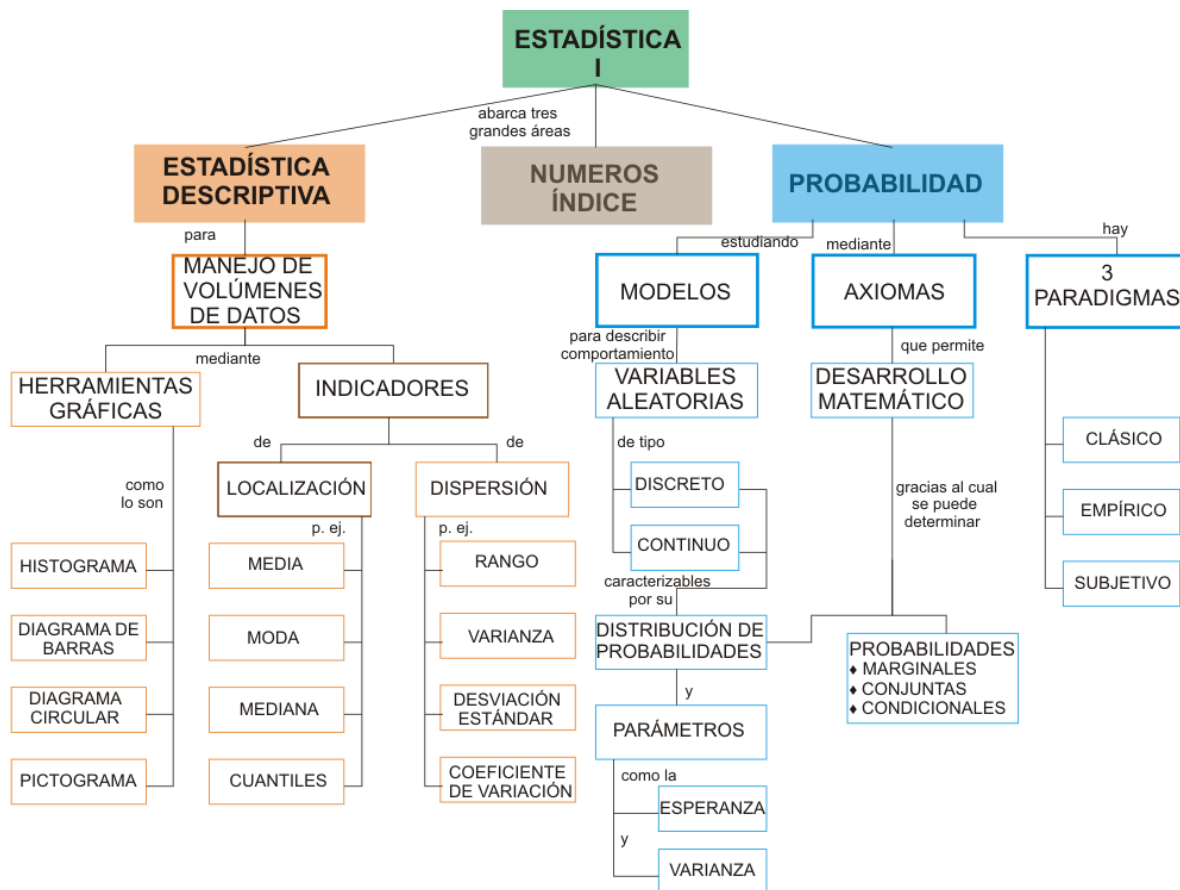 ESTADÍSTICA
I
abarca tres
grandes áreas
ESTADÍSTICA
DESCRIPTIVA
NUMEROS
ÍNDICE
PROBABILIDAD
para
estudiando
mediante
hay
MANEJO DE
VOLÚMENES
DE DATOS
MODELOS
AXIOMAS
3
PARADIGMAS
mediante
para describir
comportamiento
que permite
HERRAMIENTAS
GRÁFICAS
INDICADORES
VARIABLES
ALEATORIAS
DESARROLLO
MATEMÁTICO
de
de
de tipo
CLÁSICO
como
lo son
LOCALIZACIÓN
DISPERSIÓN
DISCRETO
gracias al cual
se puede
determinar
p. ej.
p. ej.
EMPÍRICO
HISTOGRAMA
MEDIA
RANGO
CONTINUO
SUBJETIVO
caracterizables
por su
DIAGRAMA DE
BARRAS
MODA
VARIANZA
DISTRIBUCIÓN DE
PROBABILIDADES
PROBABILIDADES
♦ MARGINALES
♦ CONJUNTAS
♦ CONDICIONALES
y
DIAGRAMA
CIRCULAR
MEDIANA
DESVIACIÓN
ESTÁNDAR
PARÁMETROS
PICTOGRAMA
CUANTILES
COEFICIENTE
DE VARIACIÓN
como la
ESPERANZA
y
VARIANZA